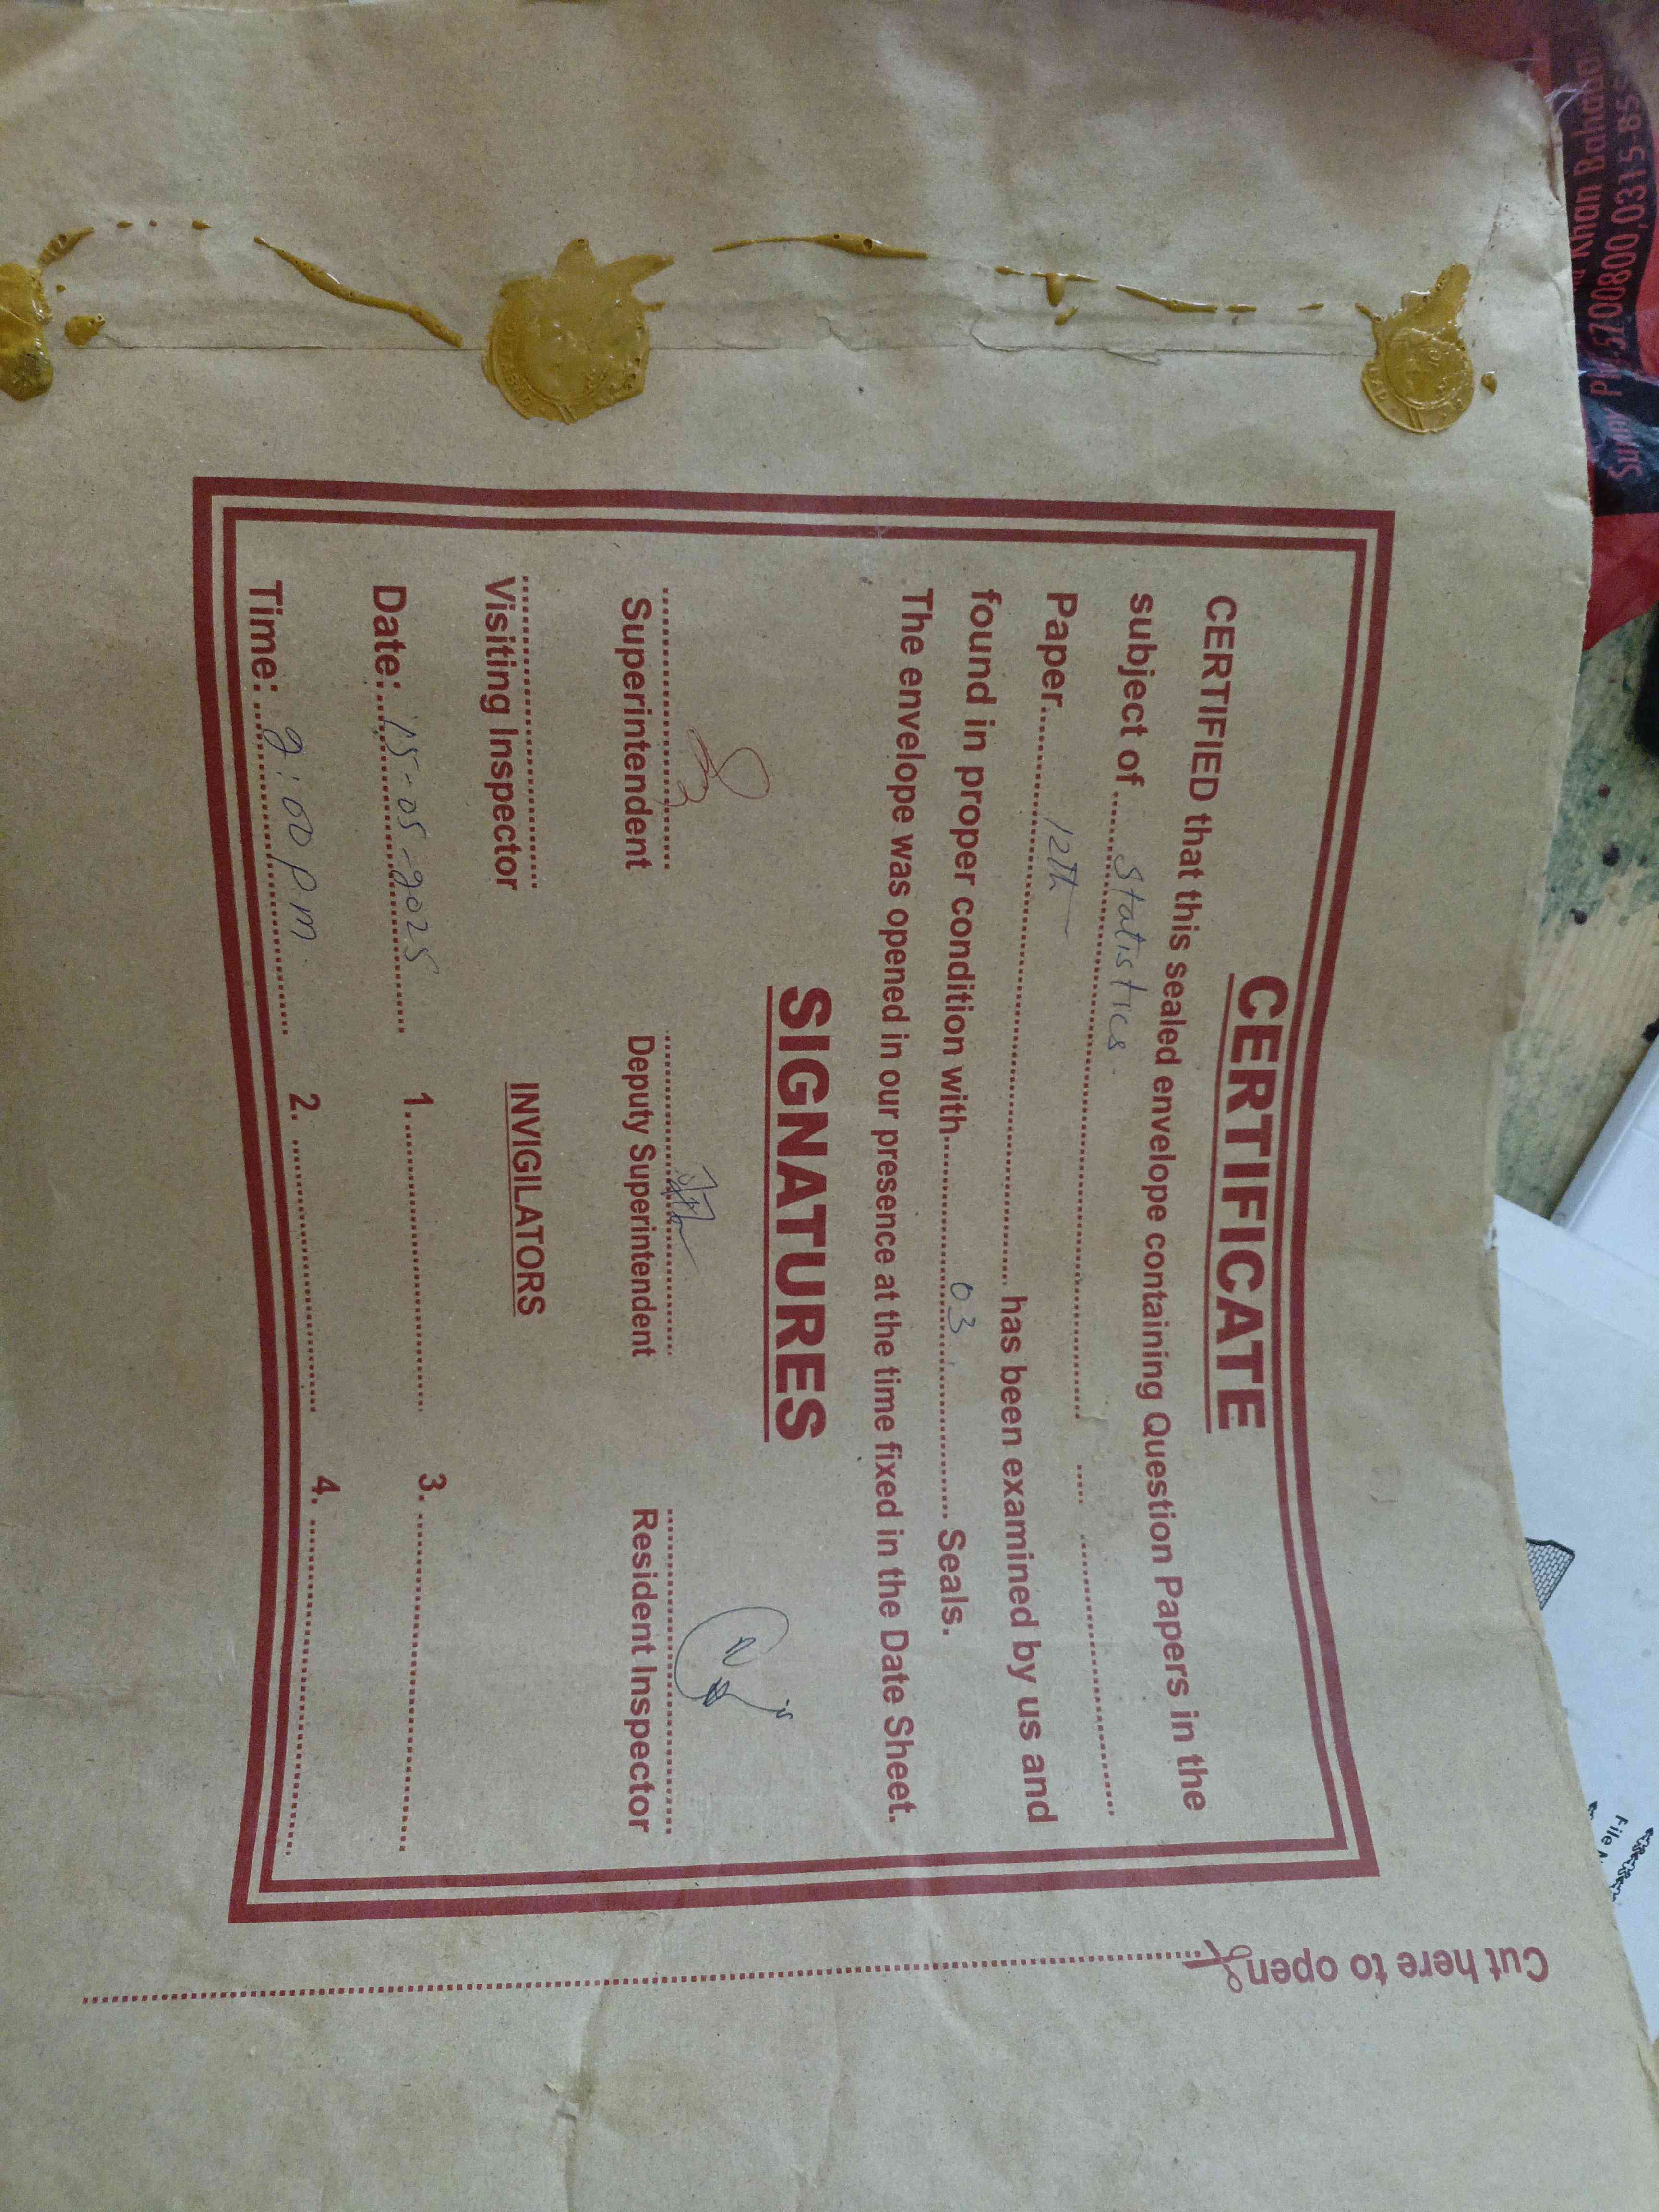 CERTIFICATE
CERTIFIED that this sealed envelope containing Question Papers in the
subject of.... Statistics. ....................
Paper.... 12Th .................... has been examined by us and
found in proper condition with........ 03 ........ Seals.
The envelope was opened in our presence at the time fixed in the Date Sheet.
SIGNATURES
Superintendent Deputy Superintendent Resident Inspector
Visiting Inspector INVIGILATORS
Date: 15-05-2025 1. .................... 3. ....................
Time: 2:00 p.m. 2. .................... 4. ....................
Cut here to open
File